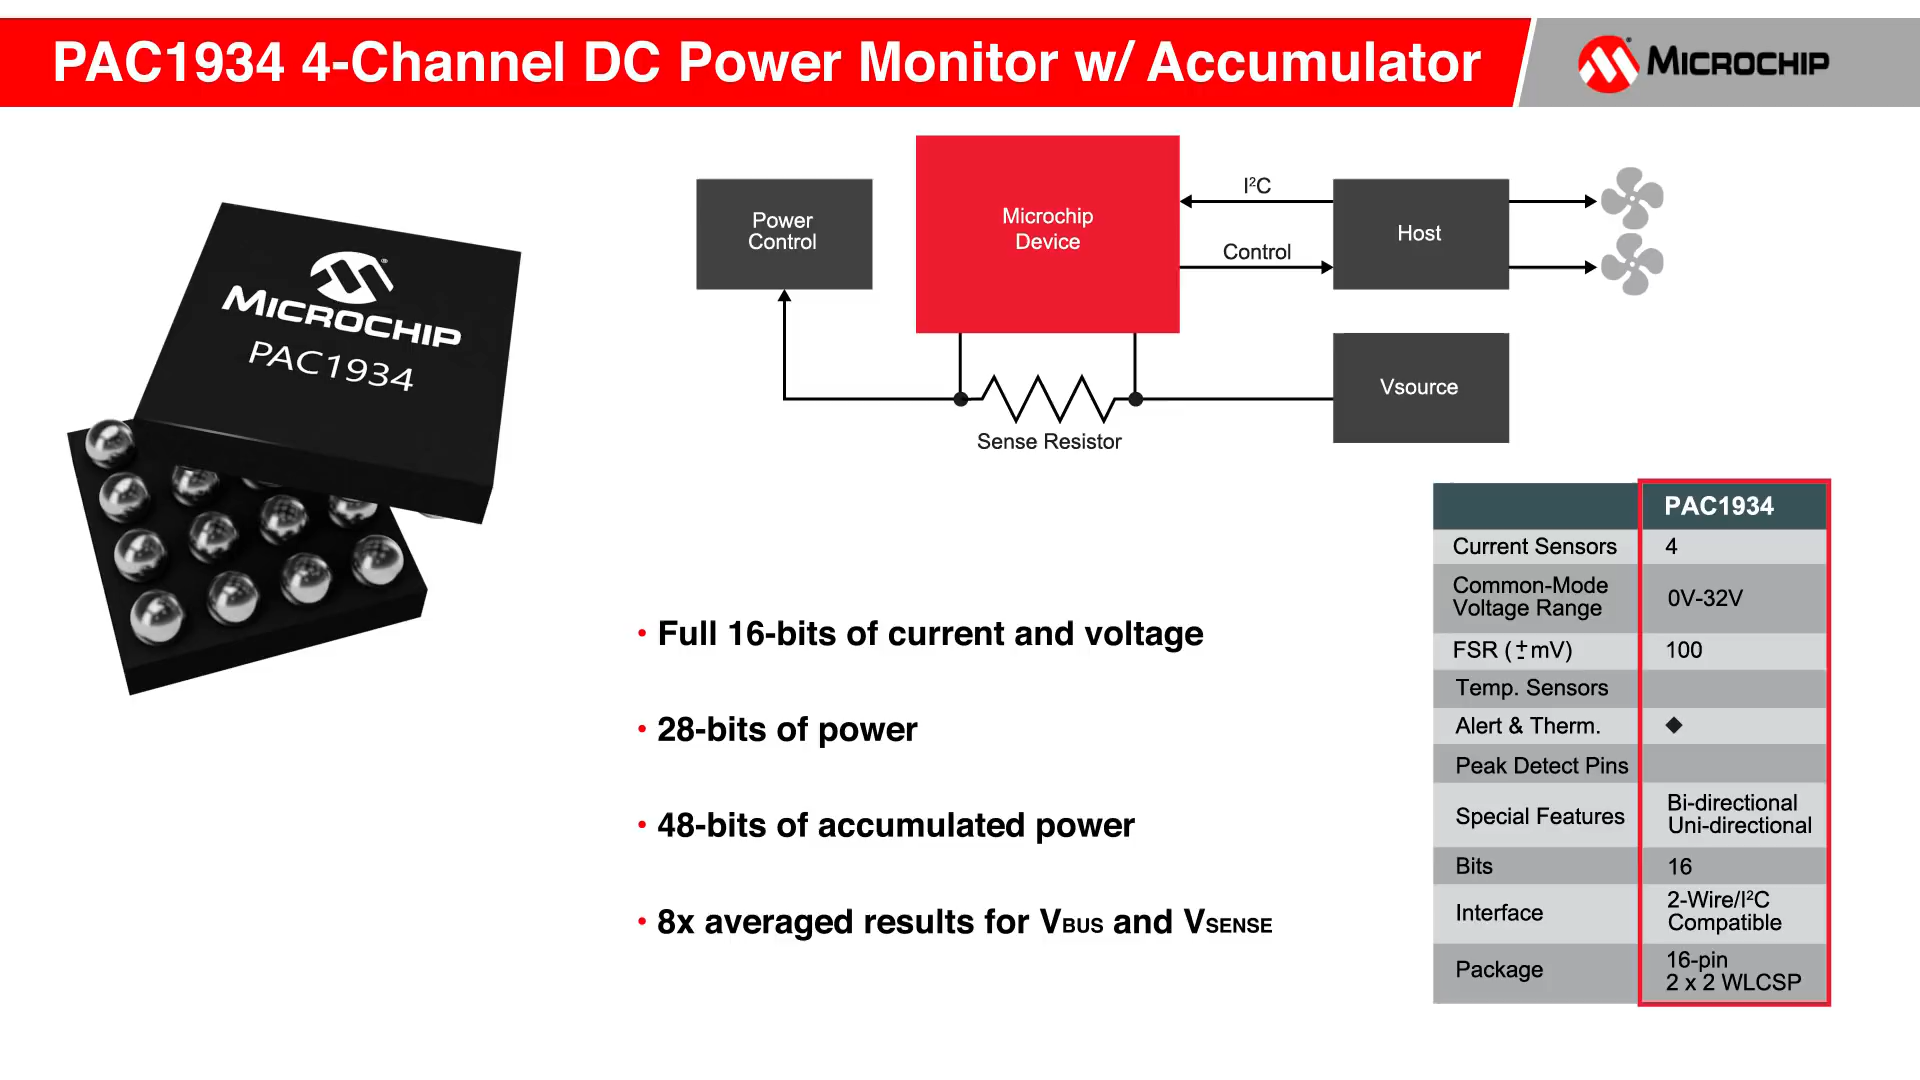 PAC1934 4-Channel DC Power Monitor w/ Accumulator
MICROCHIP
MICROCHIP
PAC1934
Power
Control
Microchip
Device
I²C
Control
Host
Vsource
Sense Resistor
• Full 16-bits of current and voltage
• 28-bits of power
• 48-bits of accumulated power
• 8x averaged results for VBUS and VSENSE
PAC1934
Current Sensors 4
Common-Mode
Voltage Range 0V-32V
FSR (±mV) 100
Temp. Sensors
Alert & Therm. ◆
Peak Detect Pins
Special Features Bi-directional
Uni-directional
Bits 16
Interface 2-Wire/I²C
Compatible
Package 16-pin
2 x 2 WLCSP